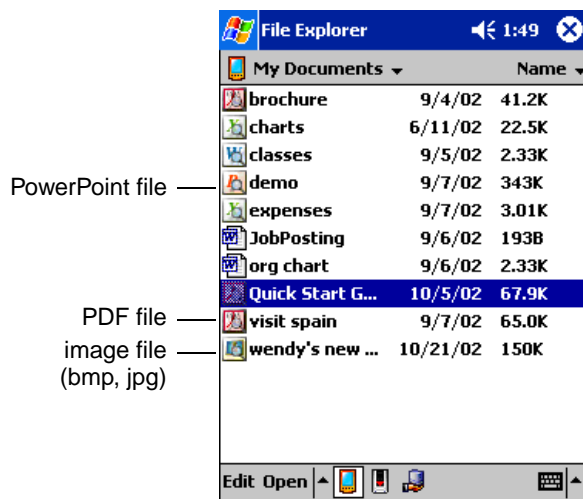 File Explorer 1:49
My Documents Name
brochure 9/4/02 41.2K
charts 6/11/02 22.5K
classes 9/5/02 2.33K
PowerPoint file demo 9/7/02 343K
expenses 9/7/02 3.01K
JobPosting 9/6/02 193B
org chart 9/6/02 2.33K
Quick Start G... 10/5/02 67.9K
PDF file visit spain 9/7/02 65.0K
image file wendy's new ... 10/21/02 150K
(bmp, jpg)
Edit Open